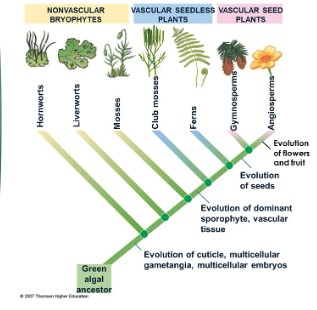 NONVASCULAR
BRYOPHYTES
VASCULAR SEEDLESS
PLANTS
VASCULAR SEED
PLANTS
Hornworts
Liverworts
Mosses
Club mosses
Ferns
Gymnosperms
Angiosperms
Evolution
of flowers
and fruit
Evolution
of seeds
Evolution of dominant
sporophyte, vascular
tissue
Evolution of cuticle, multicellular
gametangia, multicellular embryos
Green
algal
ancestor
© 2007 Thomson Higher Education